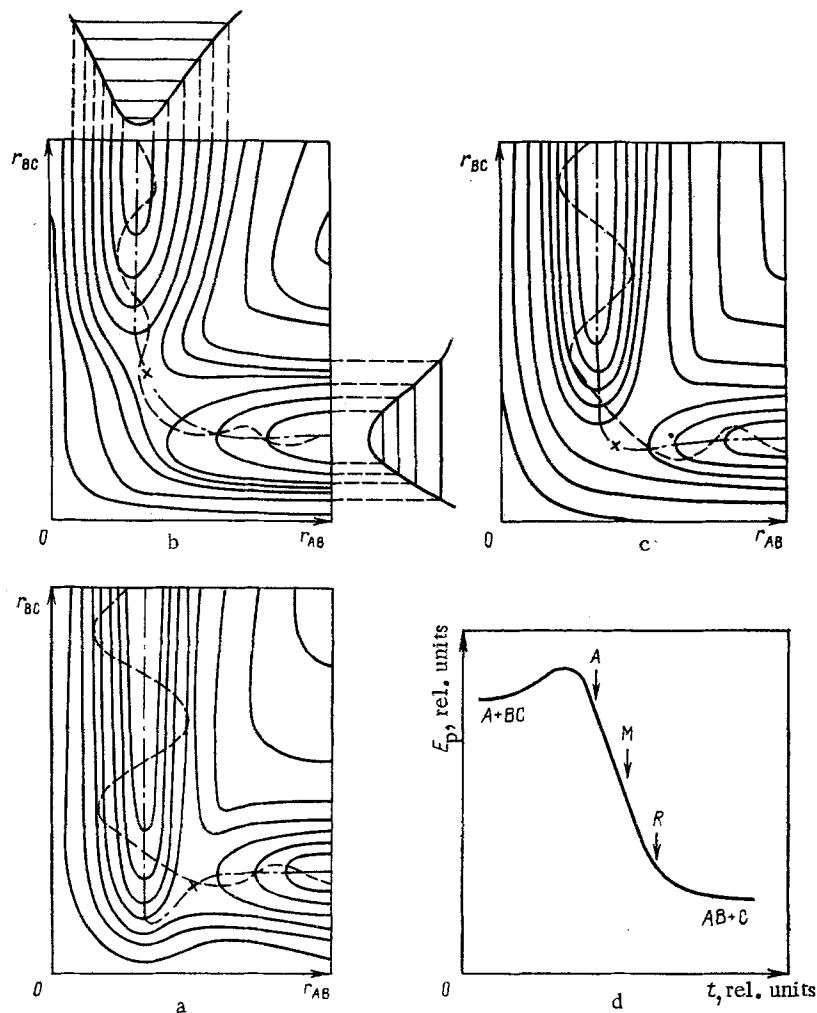 r_BC
0
b
r_AB
r_BC
0
c
r_AB
r_BC
0
a
r_AB
E_p, rel. units
A+BC
A
M
R
AB+C
0
d
t, rel. units